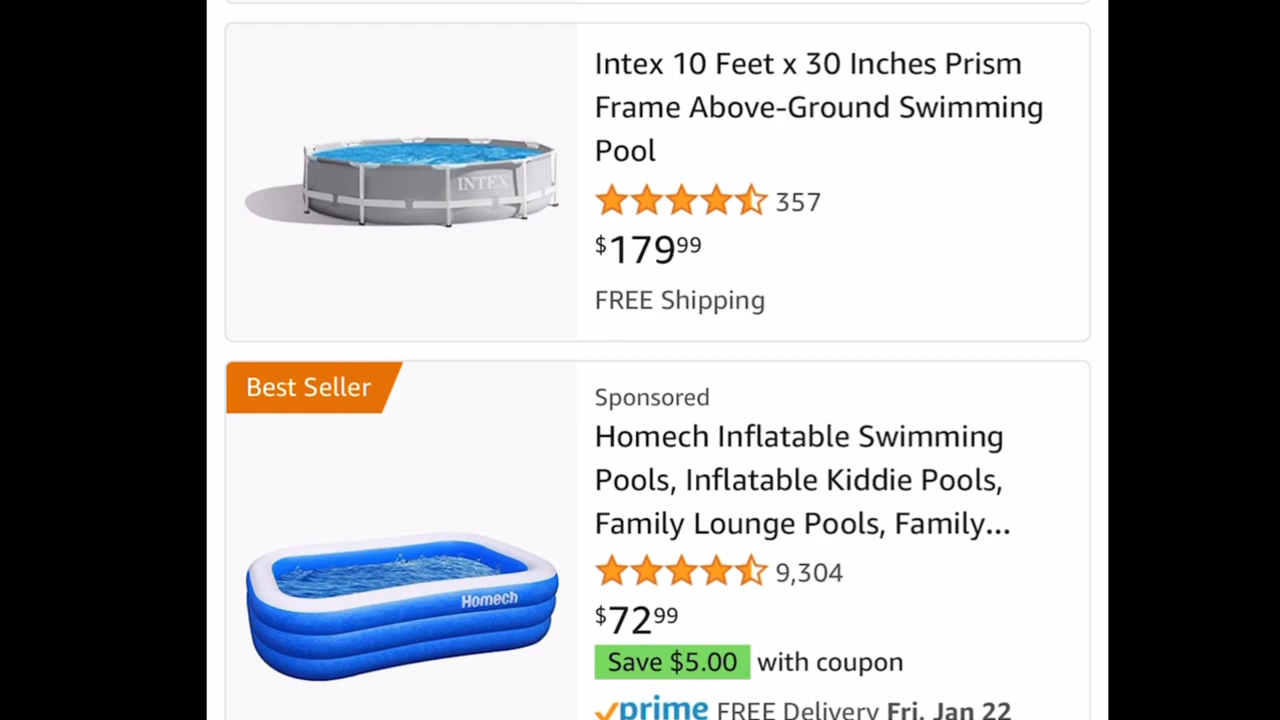 Intex 10 Feet x 30 Inches Prism
Frame Above-Ground Swimming
Pool
INTEX
357
$179.99
FREE Shipping
Best Seller
Sponsored
Homech Inflatable Swimming
Pools, Inflatable Kiddie Pools,
Family Lounge Pools, Family...
Homech
9,304
$72.99
Save $5.00 with coupon
prime FREE Delivery Fri, Jan 22